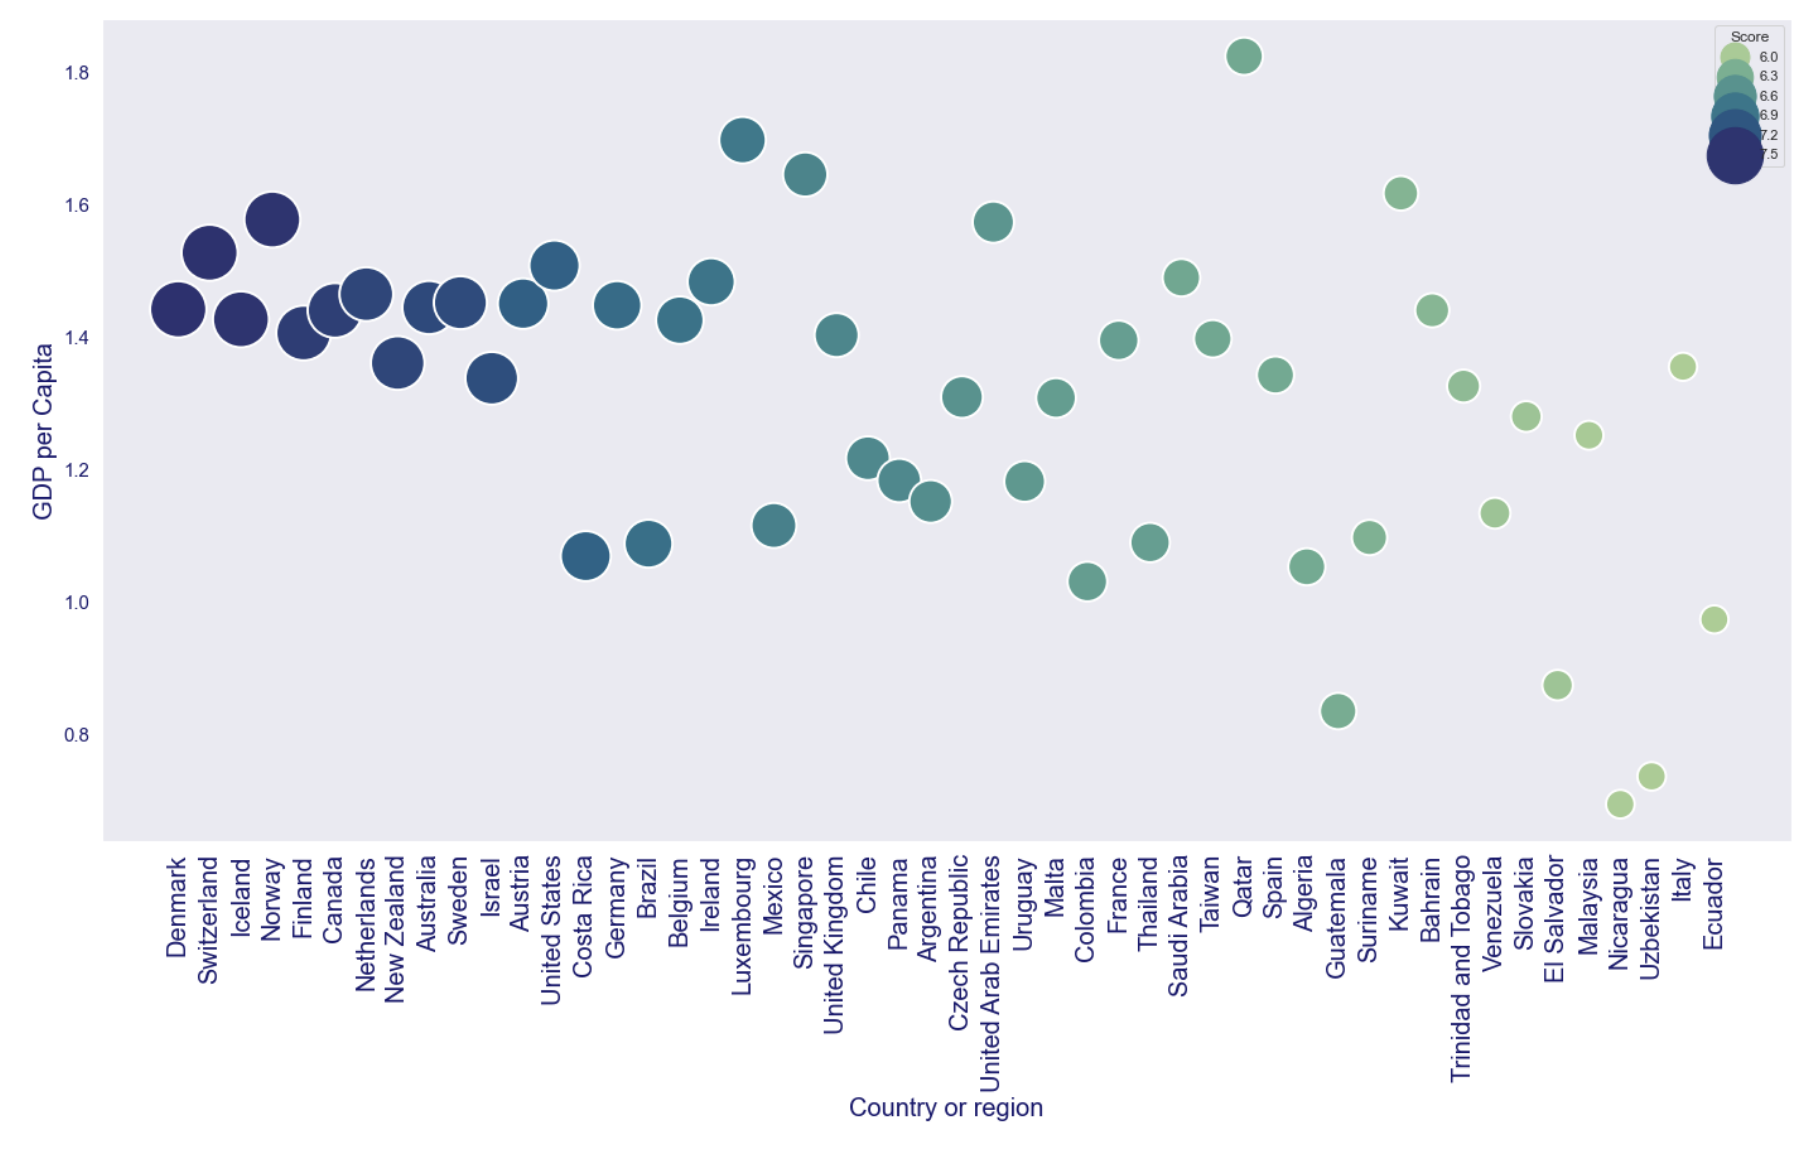 Score
6.0
6.3
6.6
6.9
7.2
7.5
1.8
1.6
1.4
1.2
1.0
0.8
GDP per Capita
Denmark
Switzerland
Iceland
Norway
Finland
Canada
Netherlands
New Zealand
Australia
Sweden
Israel
Austria
United States
Costa Rica
Germany
Brazil
Belgium
Ireland
Luxembourg
Mexico
Singapore
United Kingdom
Chile
Panama
Argentina
Czech Republic
United Arab Emirates
Uruguay
Malta
Colombia
France
Thailand
Saudi Arabia
Taiwan
Qatar
Spain
Algeria
Guatemala
Suriname
Kuwait
Bahrain
Trinidad and Tobago
Venezuela
Slovakia
El Salvador
Malaysia
Nicaragua
Uzbekistan
Italy
Ecuador
Country or region